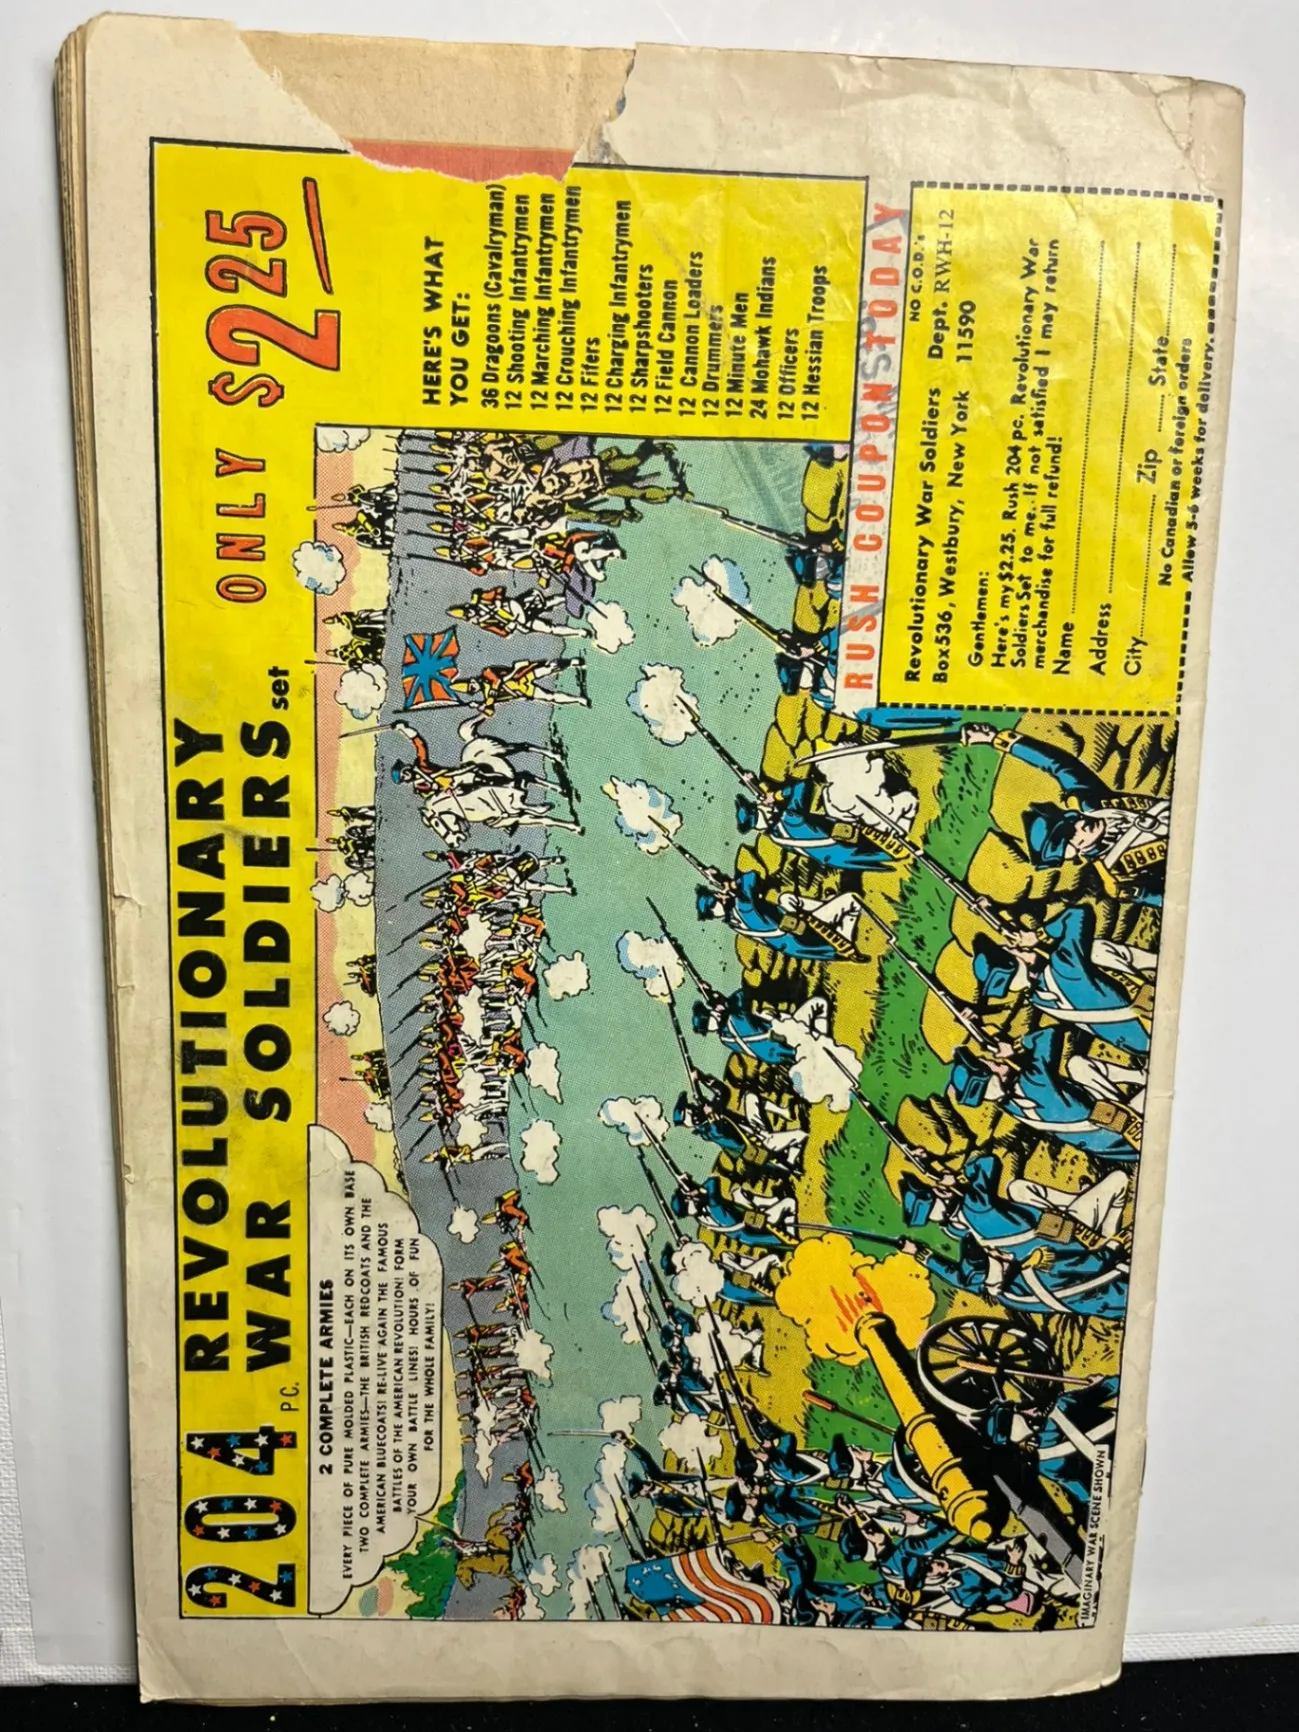 204 PC.
REVOLUTIONARY
WAR SOLDIERS set
ONLY $2.25
2 COMPLETE ARMIES
EVERY PIECE OF PURE MOLDED PLASTIC—EACH ON ITS OWN BASE
TWO COMPLETE ARMIES—THE BRITISH REDCOATS AND THE
AMERICAN BLUECOATS! RE-LIVE AGAIN THE FAMOUS
BATTLES OF THE AMERICAN REVOLUTION! FORM
YOUR OWN BATTLE LINES! HOURS OF FUN
FOR THE WHOLE FAMILY!
HERE'S WHAT
YOU GET:
36 Dragoons (Cavalryman)
12 Shooting Infantrymen
12 Marching Infantrymen
12 Crouching Infantrymen
12 Fifers
12 Charging Infantrymen
12 Sharpshooters
12 Field Cannon
12 Cannon Loaders
12 Drummers
12 Minute Men
24 Mohawk Indians
12 Officers
12 Hessian Troops
RUSH COUPON TODAY
NO C.O.D.'s
Revolutionary War Soldiers Dept. RWH-12
Box 536, Westbury, New York 11590
Gentlemen:
Here's my $2.25. Rush 204 pc. Revolutionary War
Soldiers Set to me. If not satisfied I may return
merchandise for full refund!
Name
Address
City Zip State
No Canadian or foreign orders
Allow 5-6 weeks for delivery.
IMAGINARY WAR SCENE SHOWN